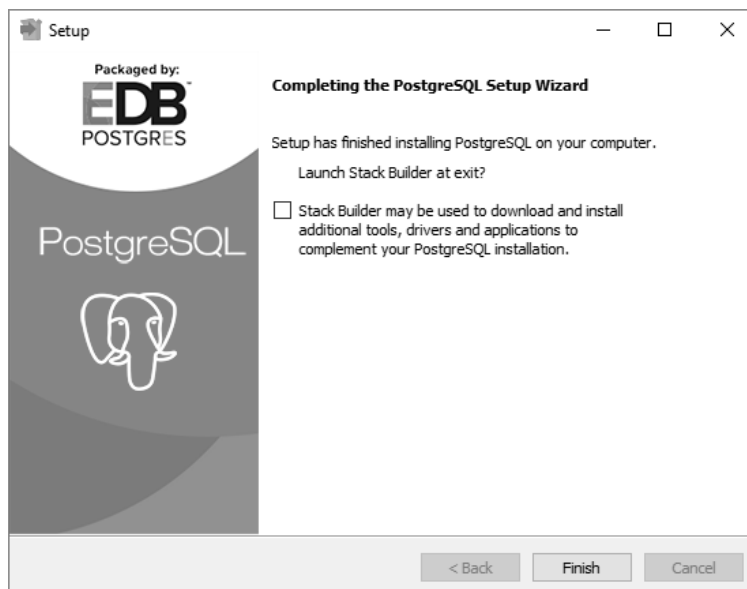 Setup
Packaged by:
EDB
POSTGRES
PostgreSQL
Completing the PostgreSQL Setup Wizard
Setup has finished installing PostgreSQL on your computer.
Launch Stack Builder at exit?
Stack Builder may be used to download and install
additional tools, drivers and applications to
complement your PostgreSQL installation.
< Back
Finish
Cancel